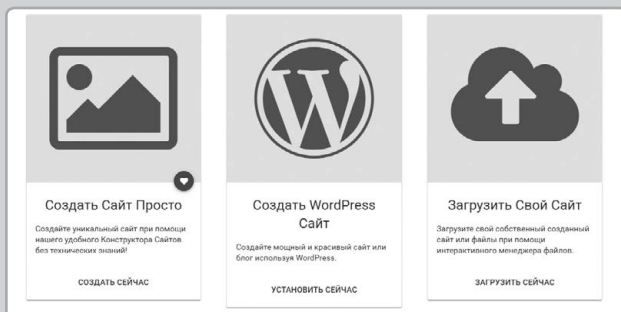 Создать Сайт Просто
Создайте уникальный сайт при помощи
нашего удобного Конструктора Сайтов
без технических знаний!
СОЗДАТЬ СЕЙЧАС
Создать WordPress
Сайт
Создайте мощный и красивый сайт или
блог используя WordPress.
УСТАНОВИТЬ СЕЙЧАС
Загрузить Свой Сайт
Загрузите свой собственный созданный
сайт или файлы при помощи
интерактивного менеджера файлов.
ЗАГРУЗИТЬ СЕЙЧАС